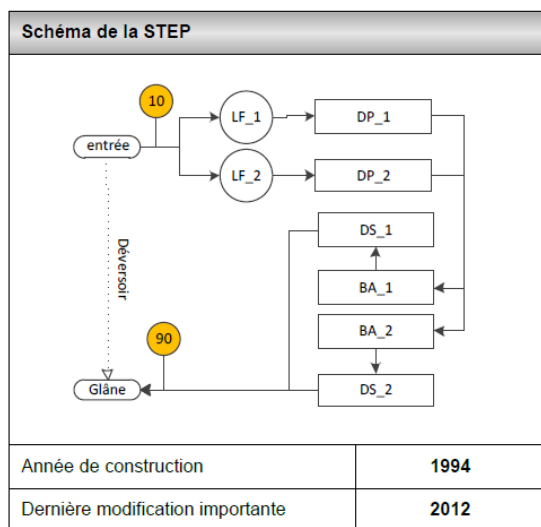 Schéma de la STEP
10
LF_1
DP_1
entrée
LF_2
DP_2
DS_1
Déversoir
BA_1
BA_2
90
Glâne
DS_2
Année de construction 1994
Dernière modification importante 2012